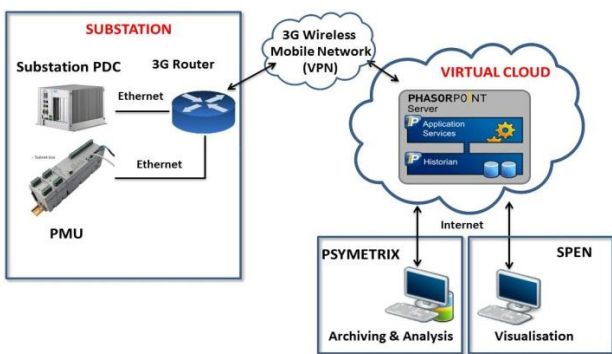 SUBSTATION
Substation PDC
3G Router
Ethernet
Ethernet
PMU
3G Wireless
Mobile Network
(VPN)
VIRTUAL CLOUD
PHASORPOINT
Server
Application
Services
Historian
Internet
PSYMETRIX
Archiving & Analysis
SPEN
Visualisation